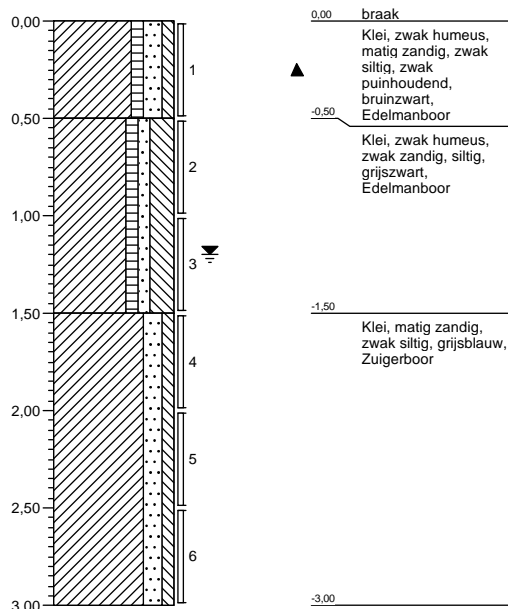 0,00
0,50
1,00
1,50
2,00
2,50
3,00
1
2
3
4
5
6
0,00
braak
Klei, zwak humeus,
matig zandig, zwak
siltig, zwak
puinhoudend,
bruinzwart,
Edelmanboor
-0,50
Klei, zwak humeus,
zwak zandig, siltig,
grijszwart,
Edelmanboor
-1,50
Klei, matig zandig,
zwak siltig, grijsblauw,
Zuigerboor
-3,00